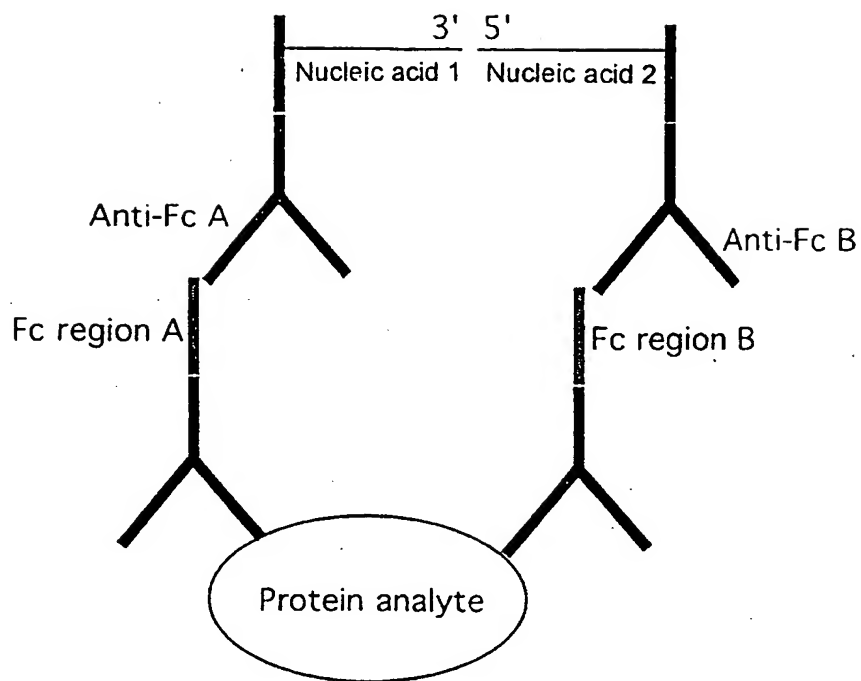 3' 5'
Nucleic acid 1 Nucleic acid 2
Anti-Fc A
Anti-Fc B
Fc region A
Fc region B
Protein analyte